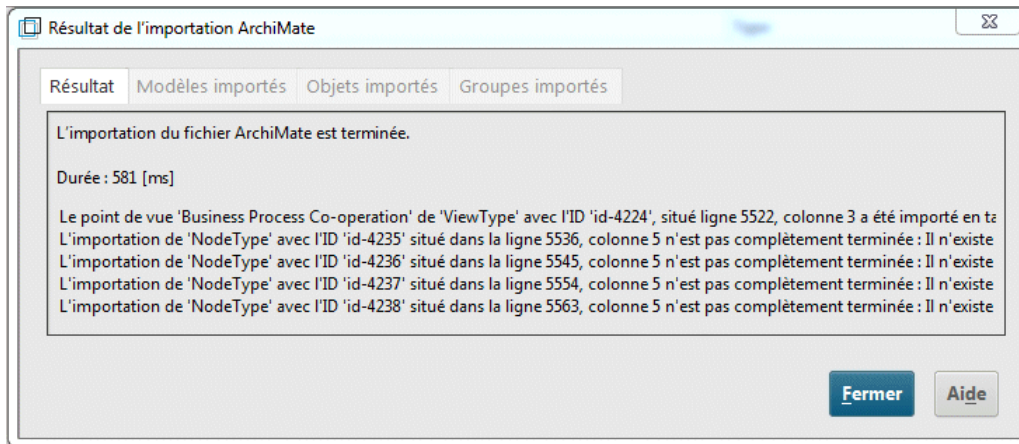 Résultat de l'importation ArchiMate
Résultat Modèles importés Objets importés Groupes importés
L'importation du fichier ArchiMate est terminée.
Durée : 581 [ms]
Le point de vue 'Business Process Co-operation' de 'ViewType' avec l'ID 'id-4224', situé ligne 5522, colonne 3 a été importé en ta
L'importation de 'NodeType' avec l'ID 'id-4235' situé dans la ligne 5536, colonne 5 n'est pas complètement terminée : Il n'existe
L'importation de 'NodeType' avec l'ID 'id-4236' situé dans la ligne 5545, colonne 5 n'est pas complètement terminée : Il n'existe
L'importation de 'NodeType' avec l'ID 'id-4237' situé dans la ligne 5554, colonne 5 n'est pas complètement terminée : Il n'existe
L'importation de 'NodeType' avec l'ID 'id-4238' situé dans la ligne 5563, colonne 5 n'est pas complètement terminée : Il n'existe
Fermer Aide